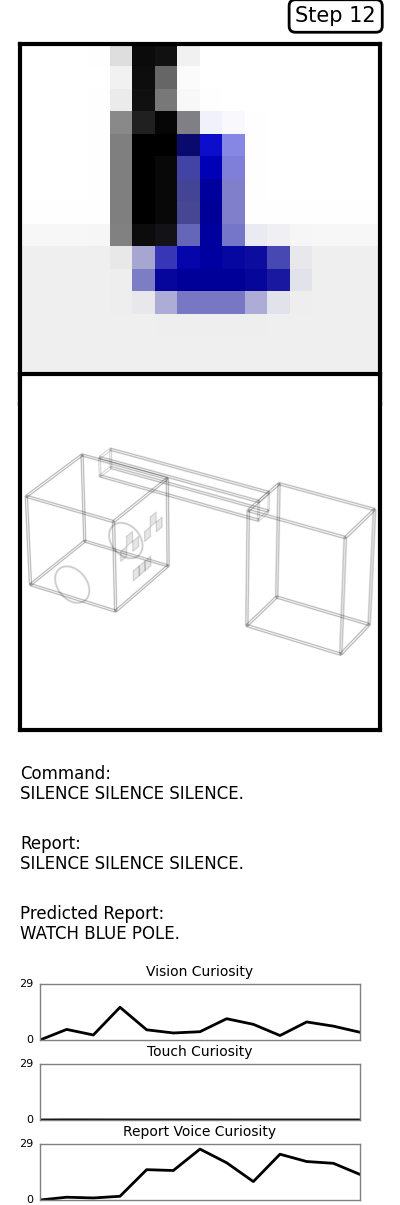 Step 12
Command:
SILENCE SILENCE SILENCE.
Report:
SILENCE SILENCE SILENCE.
Predicted Report:
WATCH BLUE POLE.
Vision Curiosity
29
0
Touch Curiosity
29
0
Report Voice Curiosity
29
0